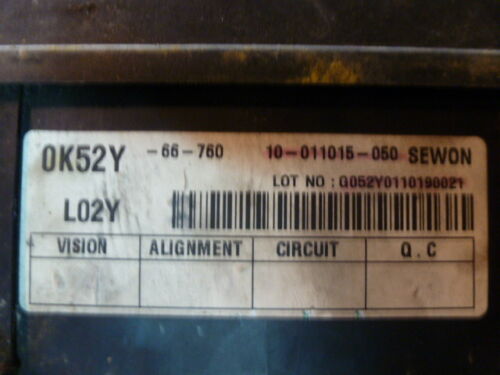 0K52Y -66-760 10-011015-050 SEWON
LOT NO : G052Y0110190021
L02Y
VISION ALIGNMENT CIRCUIT Q.C